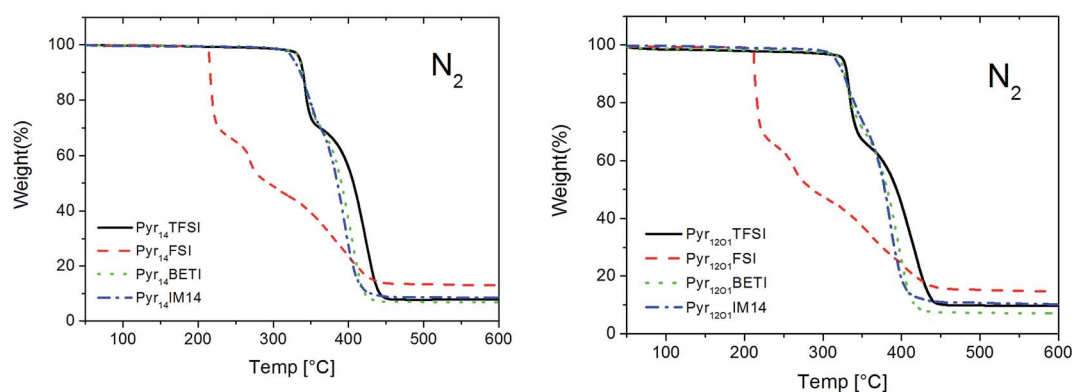 N₂
Weight(%)
100
80
60
40
20
0
Pyr₁₄TFSI
Pyr₁₄FSI
Pyr₁₄BETI
Pyr₁₄IM14
100 200 300 400 500 600
Temp [°C]
N₂
Weight(%)
100
80
60
40
20
0
Pyr₁₂O₁TFSI
Pyr₁₂O₁FSI
Pyr₁₂O₁BETI
Pyr₁₂O₁IM14
100 200 300 400 500 600
Temp [°C]